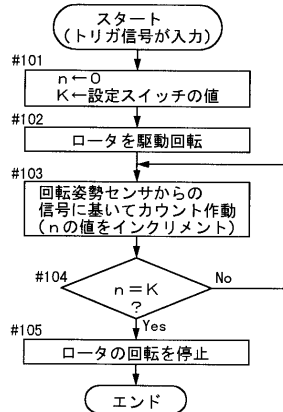 スタート
(トリガ信号が入力)
#101
n←0
K←設定スイッチの値
#102
ロータを駆動回転
#103
回転姿勢センサからの
信号に基いてカウント作動
(nの値をインクリメント)
#104
n=K
?
No
Yes
#105
ロータの回転を停止
エンド